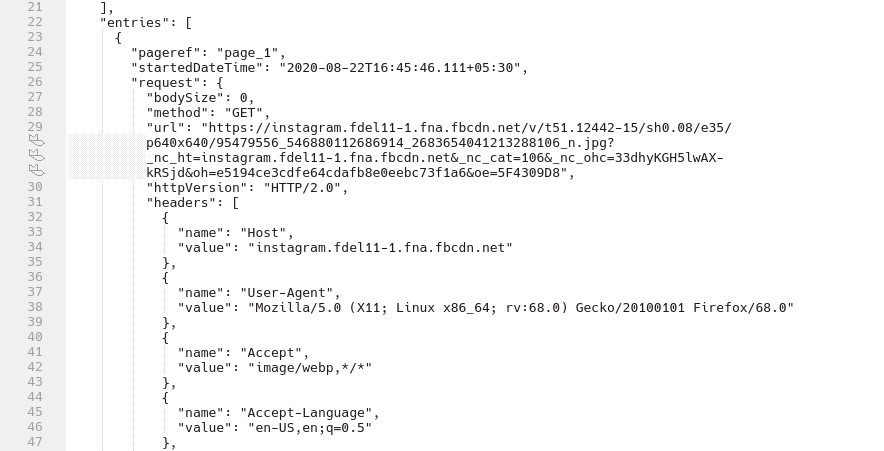 21 ],
22 "entries": [
23 {
24 "pageref": "page_1",
25 "startedDateTime": "2020-08-22T16:45:46.111+05:30",
26 "request": {
27 "bodySize": 0,
28 "method": "GET",
29 "url": "https://instagram.fdel11-1.fna.fbcdn.net/v/t51.12442-15/sh0.08/e35/
p640x640/95479556_546880112686914_2683654041213288106_n.jpg?
_nc_ht=instagram.fdel11-1.fna.fbcdn.net&_nc_cat=106&_nc_ohc=33dhyKGH5lwAX-
kRSjd&oh=e5194ce3cdfe64cdafb8e0eebc73f1a6&oe=5F4309D8",
30 "httpVersion": "HTTP/2.0",
31 "headers": [
32 {
33 "name": "Host",
34 "value": "instagram.fdel11-1.fna.fbcdn.net"
35 },
36 {
37 "name": "User-Agent",
38 "value": "Mozilla/5.0 (X11; Linux x86_64; rv:68.0) Gecko/20100101 Firefox/68.0"
39 },
40 {
41 "name": "Accept",
42 "value": "image/webp,*/*"
43 },
44 {
45 "name": "Accept-Language",
46 "value": "en-US,en;q=0.5"
47 },